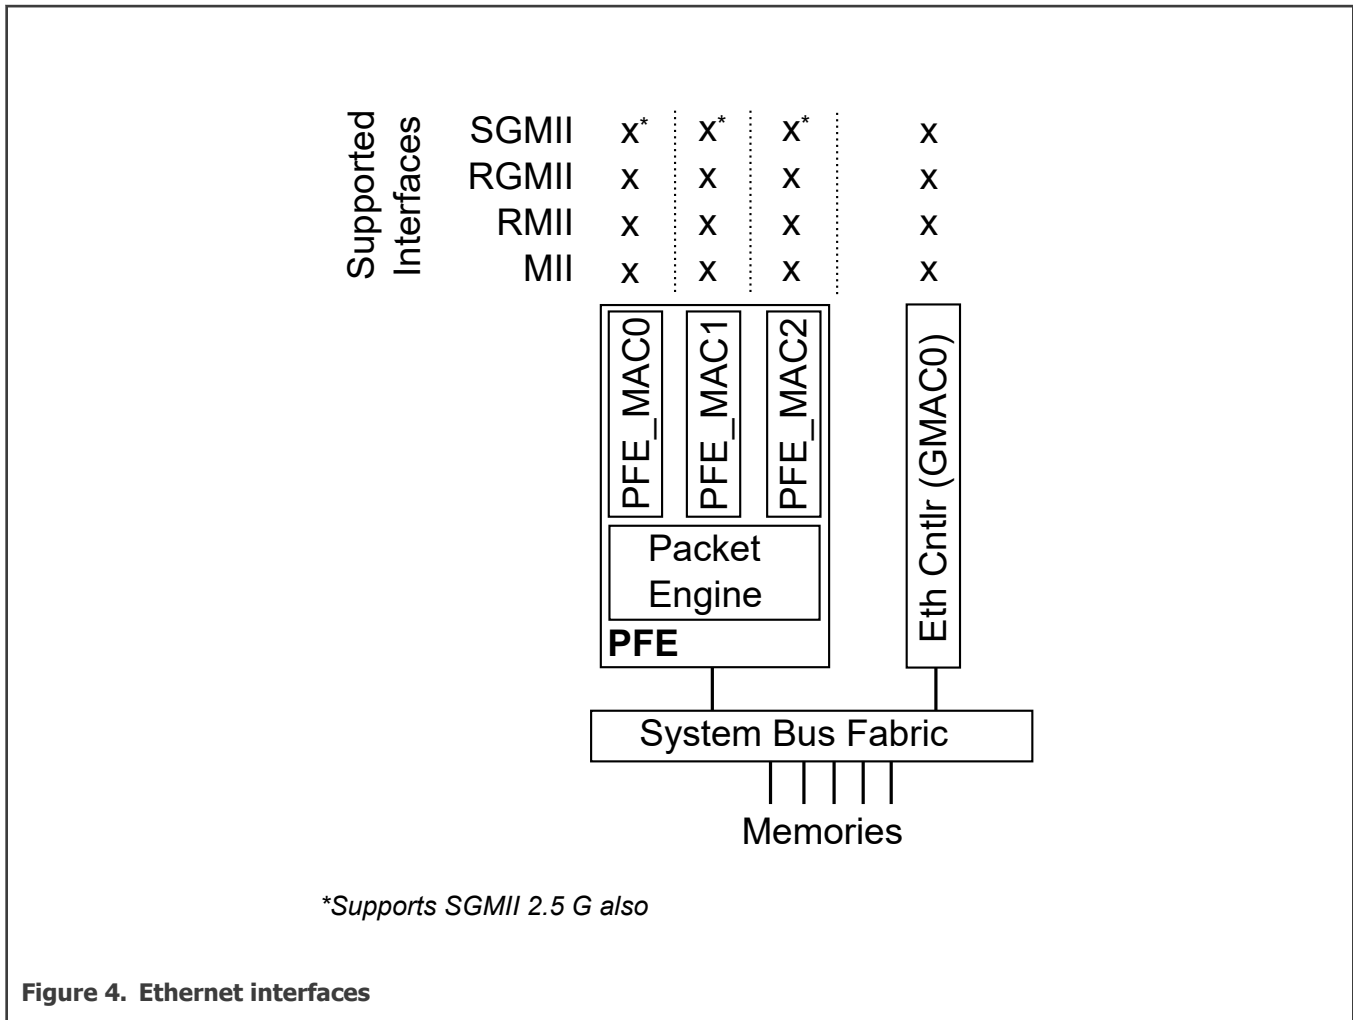 Supported
Interfaces
SGMII x* x* x* x
RGMII x x x x
RMII x x x x
MII x x x x
PFE_MAC0
PFE_MAC1
PFE_MAC2
Eth Cntlr (GMAC0)
Packet
Engine
PFE
System Bus Fabric
Memories
*Supports SGMII 2.5 G also
Figure 4. Ethernet interfaces